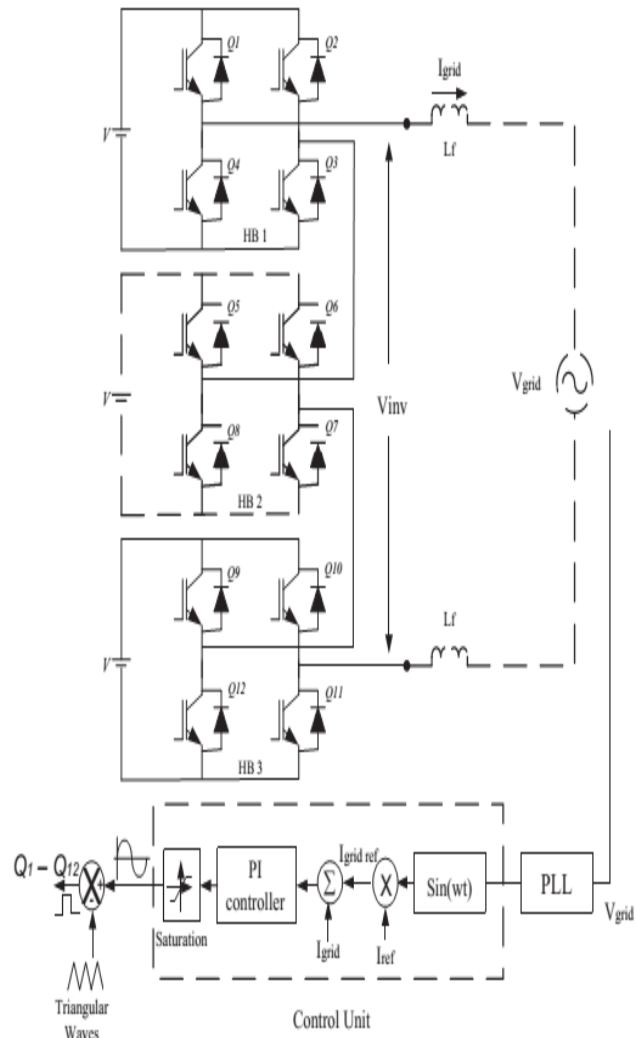 Q1
Q2
Igrid
V
Lf
Q4
Q3
HB 1
Q5
Q6
V
Vinv
Vgrid
Q8
Q7
HB 2
Q9
Q10
Lf
V
Q12
Q11
HB 3
Q1 – Q12
+
-
Saturation
PI
controller
Igrid ref
Σ
Igrid
X
Iref
Sin(wt)
PLL
Vgrid
Triangular
Waves
Control Unit